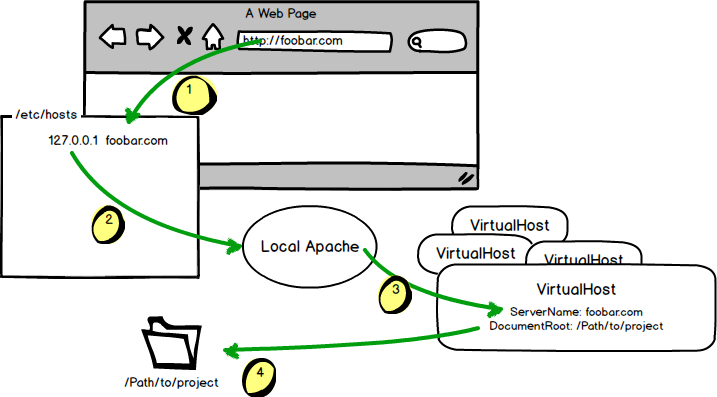 A Web Page
http://foobar.com
1
/etc/hosts
127.0.0.1 foobar.com
2
Local Apache
VirtualHost
VirtualHost
VirtualHost
VirtualHost
3
ServerName: foobar.com
DocumentRoot: /Path/to/project
/Path/to/project
4